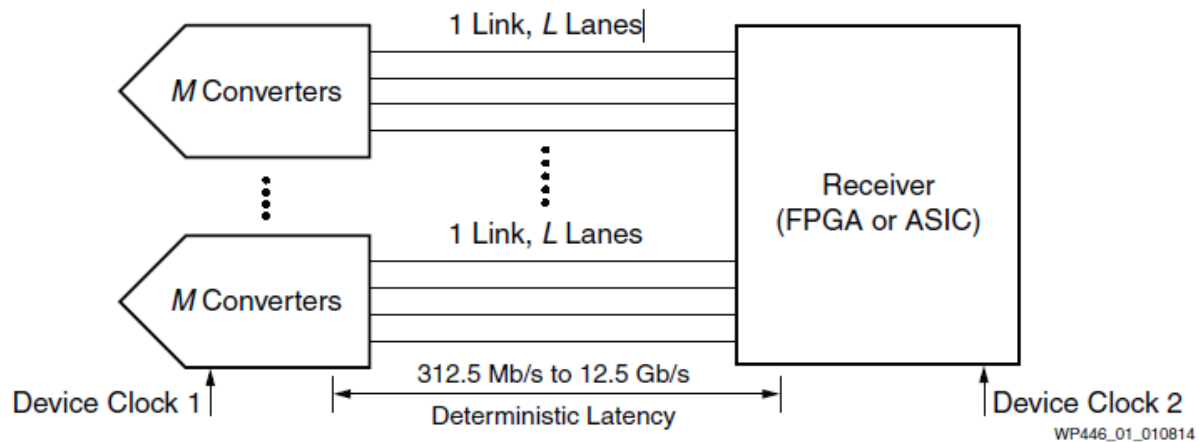 1 Link, L Lanes
M Converters
Receiver
(FPGA or ASIC)
1 Link, L Lanes
M Converters
312.5 Mb/s to 12.5 Gb/s
Device Clock 1
Deterministic Latency
Device Clock 2
WP446_01_010814